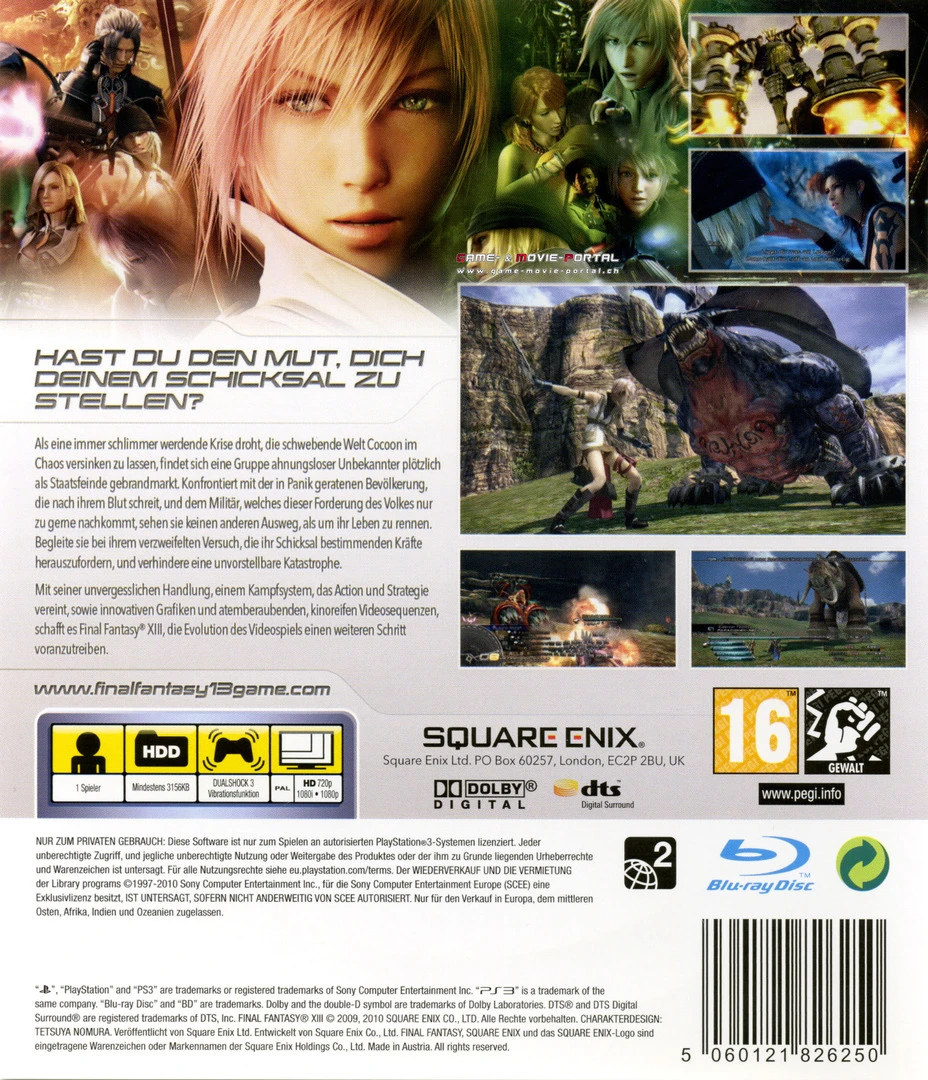 GAME- & MOVIE-PORTAL
www.game-movie-portal.ch
HAST DU DEN MUT, DICH
DEINEM SCHICKSAL ZU
STELLEN?
Als eine immer schlimmer werdende Krise droht, die schwebende Welt Cocoon im
Chaos versinken zu lassen, findet sich eine Gruppe ahnungsloser Unbekannter plötzlich
als Staatsfeinde gebrandmarkt. Konfrontiert mit der in Panik geratenen Bevölkerung,
die nach ihrem Blut schreit, und dem Militär, welches dieser Forderung des Volkes nur
zu gerne nachkommt, sehen sie keinen anderen Ausweg, als um ihr Leben zu rennen.
Begleite sie bei ihrem verzweifelten Versuch, die ihr Schicksal bestimmenden Kräfte
herauszufordern, und verhindere eine unvorstellbare Katastrophe.
Mit seiner unvergesslichen Handlung, einem Kampfsystem, das Action und Strategie
vereint, sowie innovativen Grafiken und atemberaubenden, kinoreifen Videosequenzen,
schafft es Final Fantasy® XIII, die Evolution des Videospiels einen weiteren Schritt
voranzutreiben.
www.finalfantasy13game.com
1 Spieler
HDD
Mindestens 3156KB
DUALSHOCK 3
Vibrationsfunktion
PAL
HD 720p
1080i • 1080p
SQUARE ENIX®
Square Enix Ltd. PO Box 60257, London, EC2P 2BU, UK
DOLBY®
DIGITAL
dts
Digital Surround
16 TM
TM
GEWALT
www.pegi.info
NUR ZUM PRIVATEN GEBRAUCH: Diese Software ist nur zum Spielen an autorisierten PlayStation®3-Systemen lizenziert. Jeder
unberechtigte Zugriff, und jegliche unberechtigte Nutzung oder Weitergabe des Produktes oder der ihm zu Grunde liegenden Urheberrechte
und Warenzeichen ist untersagt. Für alle Nutzungsrechte siehe eu.playstation.com/terms. Der WIEDERVERKAUF UND DIE VERMIETUNG
der Library programs ©1997-2010 Sony Computer Entertainment Inc., für die Sony Computer Entertainment Europe (SCEE) eine
Exklusivlizenz besitzt, IST UNTERSAGT, SOFERN NICHT ANDERWEITIG VON SCEE AUTORISIERT. Nur für den Verkauf in Europa, dem mittleren
Osten, Afrika, Indien und Ozeanien zugelassen.
2
Blu-ray Disc TM
“ ”, “PlayStation” and “PS3” are trademarks or registered trademarks of Sony Computer Entertainment Inc. “PS3” is a trademark of the
same company. “Blu-ray Disc” and “BD” are trademarks. Dolby and the double-D symbol are trademarks of Dolby Laboratories. DTS® and DTS Digital
Surround® are registered trademarks of DTS, Inc. FINAL FANTASY® XIII © 2009, 2010 SQUARE ENIX CO., LTD. Alle Rechte vorbehalten. CHARAKTERDESIGN:
TETSUYA NOMURA. Veröffentlicht von Square Enix Ltd. Entwickelt von Square Enix Co., Ltd. FINAL FANTASY, SQUARE ENIX und das SQUARE ENIX-Logo sind
eingetragene Warenzeichen oder Markennamen der Square Enix Holdings Co., Ltd. Made in Austria. All rights reserved.
5 060121 826250